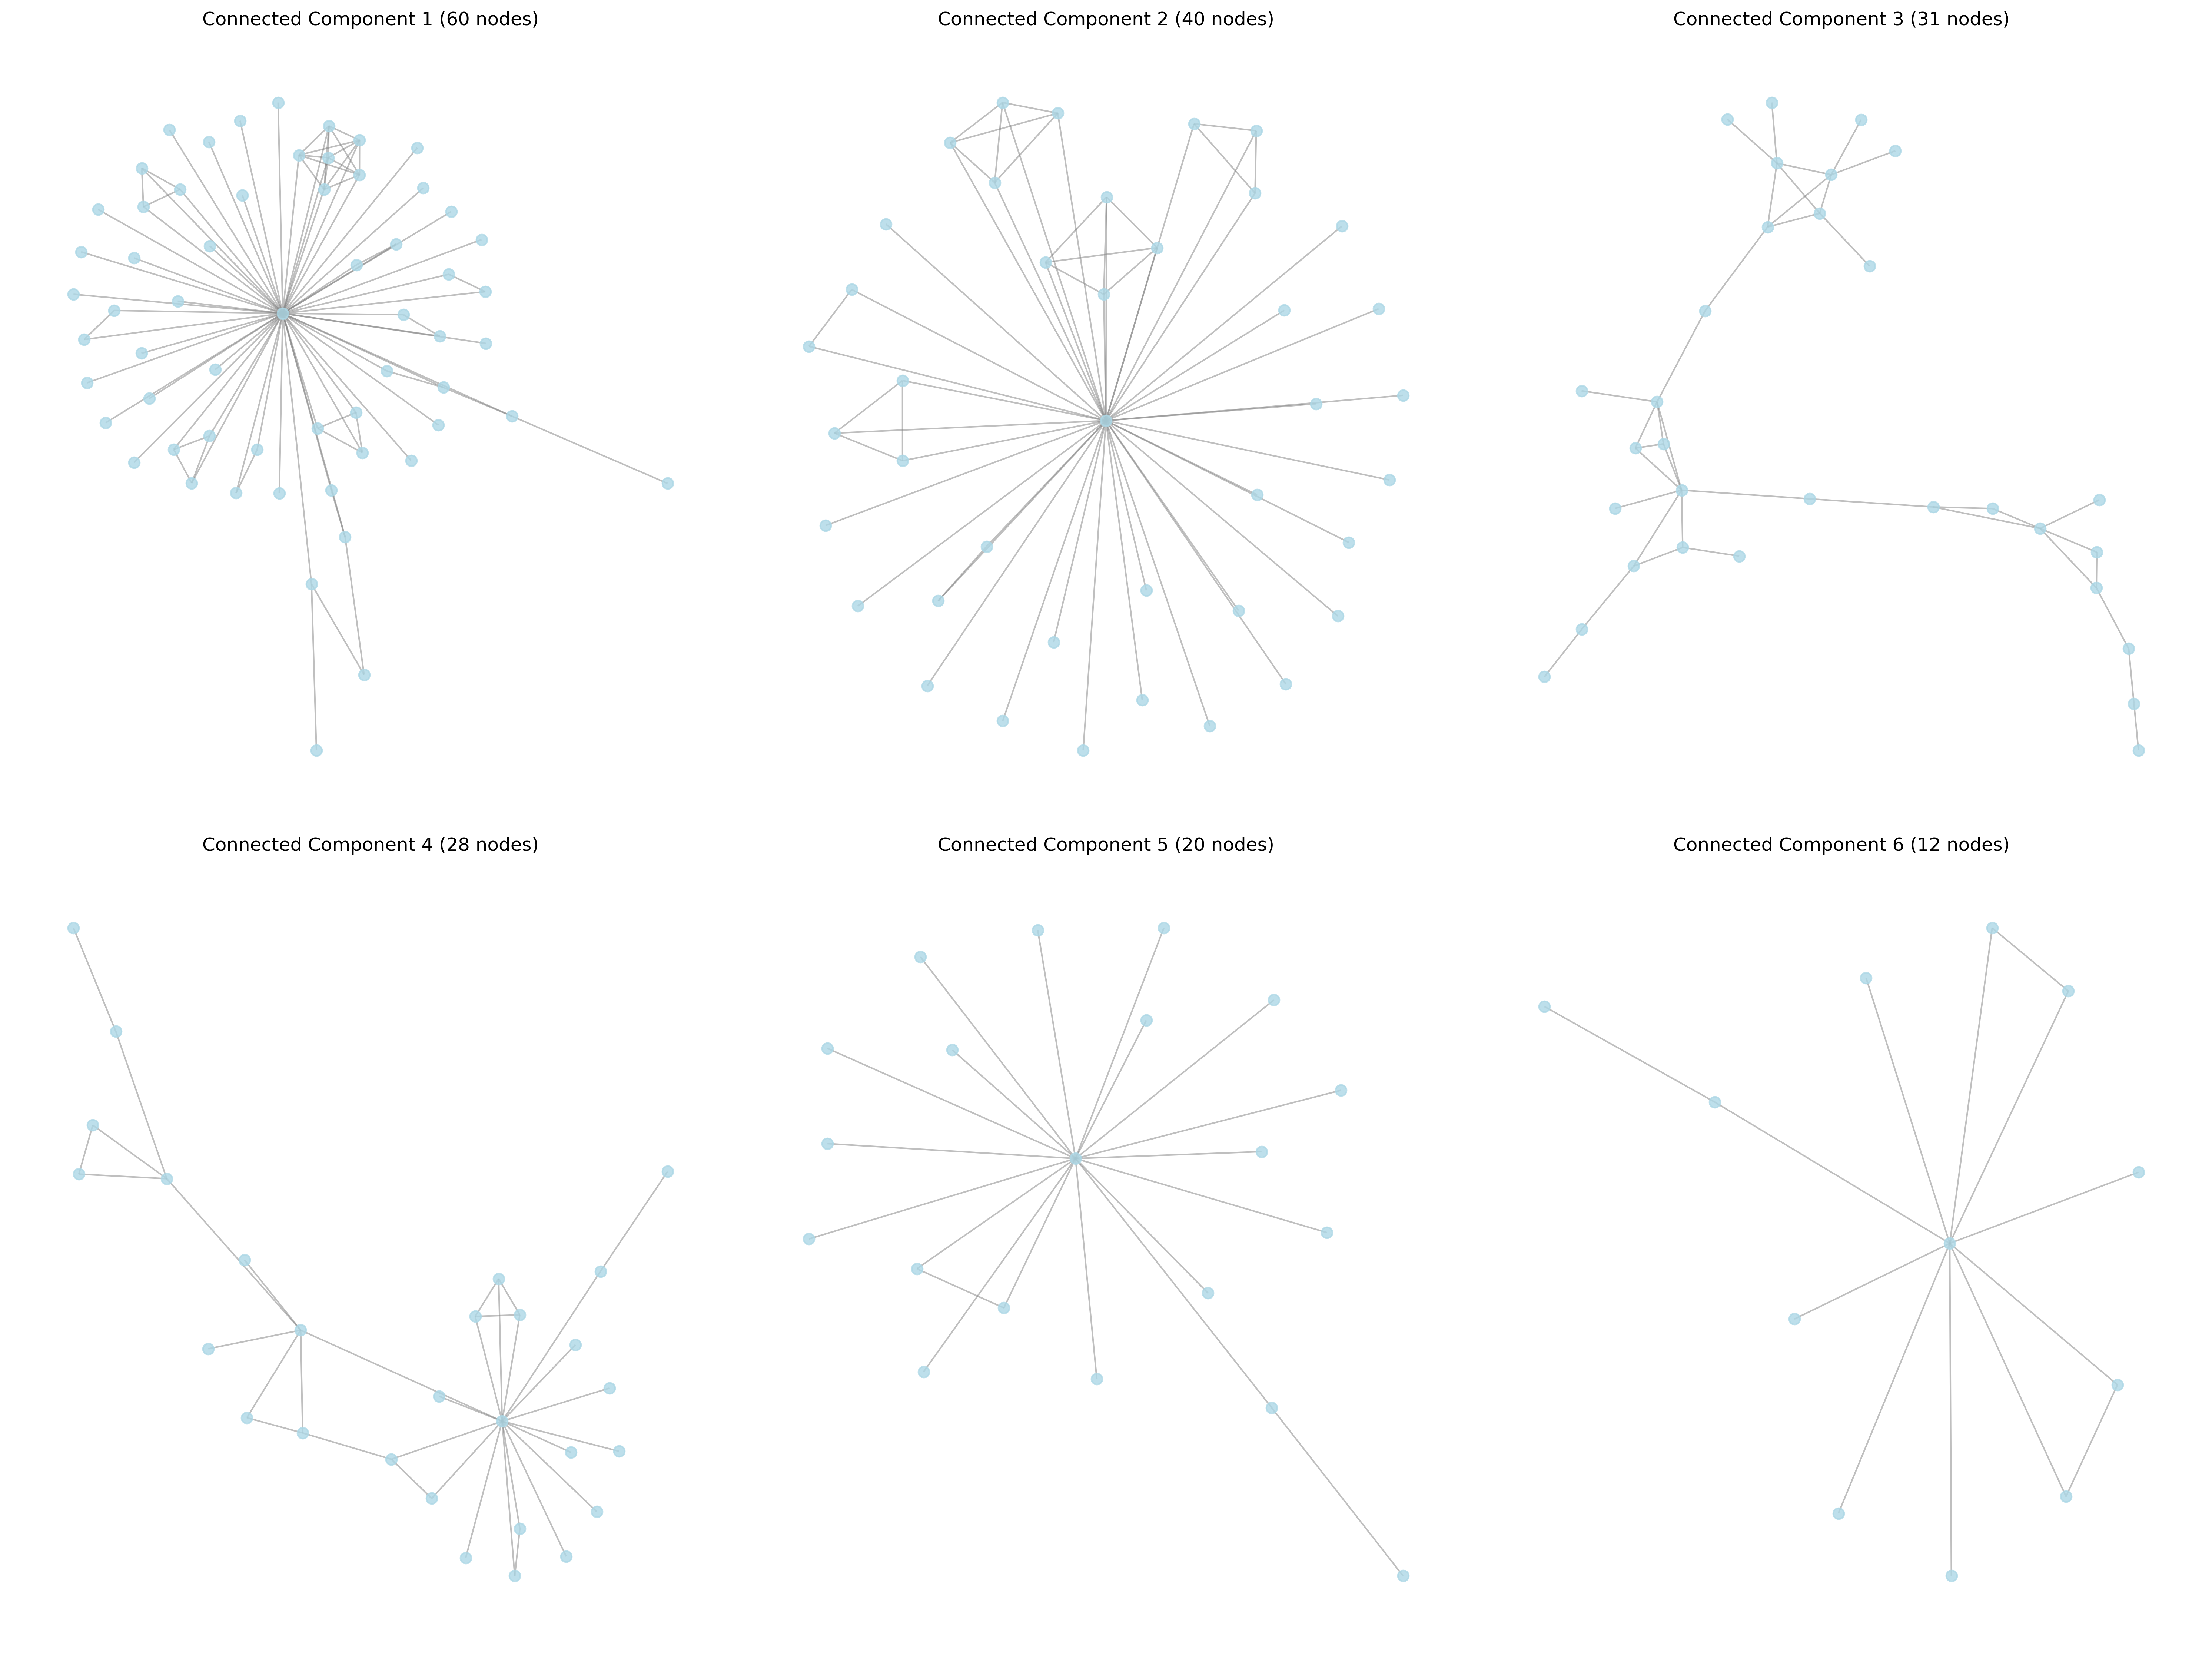 Connected Component 1 (60 nodes)
Connected Component 2 (40 nodes)
Connected Component 3 (31 nodes)
Connected Component 4 (28 nodes)
Connected Component 5 (20 nodes)
Connected Component 6 (12 nodes)